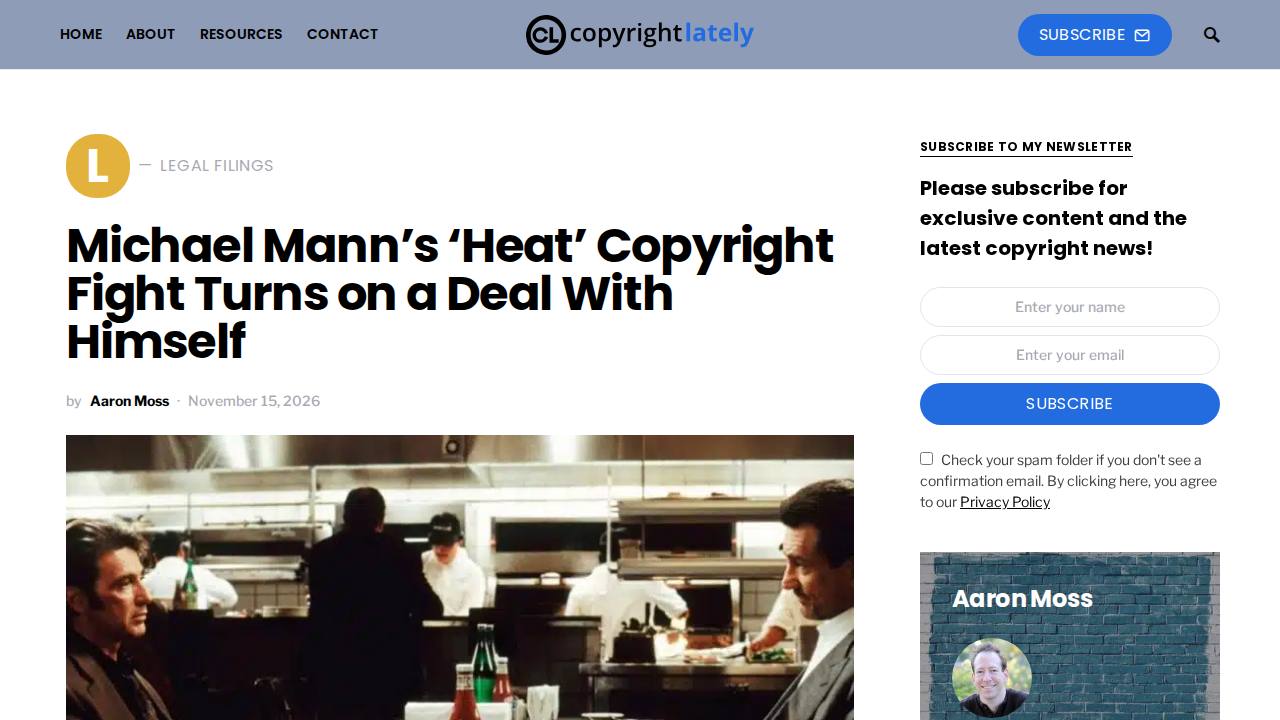 HOME ABOUT RESOURCES CONTACT
CL copyrightlately
SUBSCRIBE
L — LEGAL FILINGS
Michael Mann’s ‘Heat’ Copyright
Fight Turns on a Deal With
Himself
by Aaron Moss · November 15, 2026
SUBSCRIBE TO MY NEWSLETTER
Please subscribe for
exclusive content and the
latest copyright news!
Enter your name
Enter your email
SUBSCRIBE
Check your spam folder if you don't see a
confirmation email. By clicking here, you agree
to our Privacy Policy
Aaron Moss